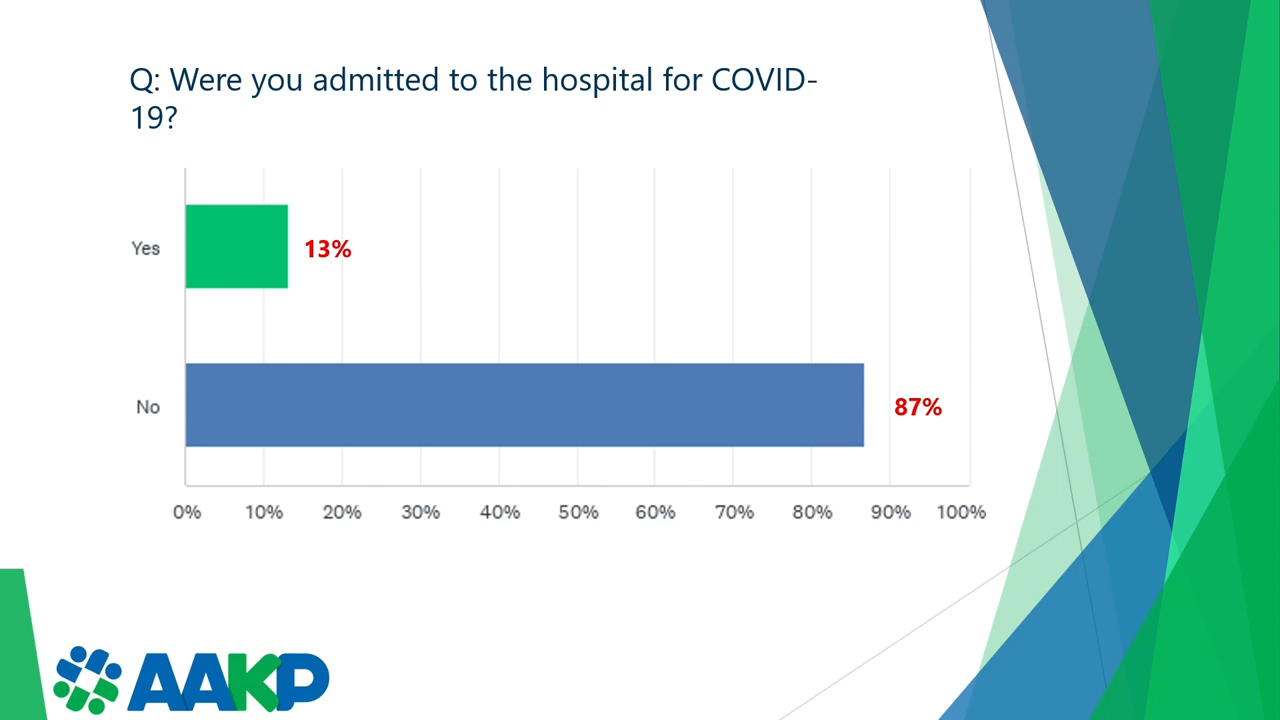 Q: Were you admitted to the hospital for COVID-
19?
Yes
13%
No
87%
0% 10% 20% 30% 40% 50% 60% 70% 80% 90% 100%
AAKP